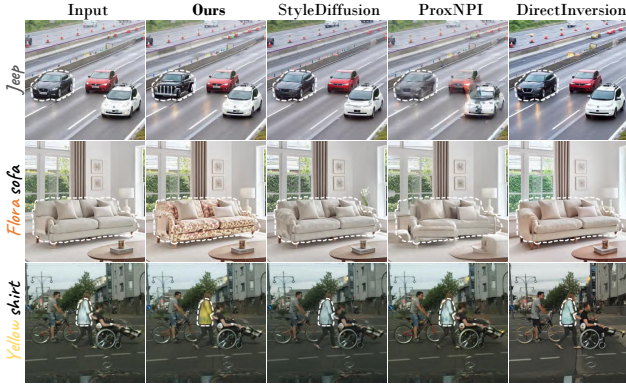 Input Ours StyleDiffusion ProxNPI DirectInversion
Jeep
Flora sofa
Yellow shirt